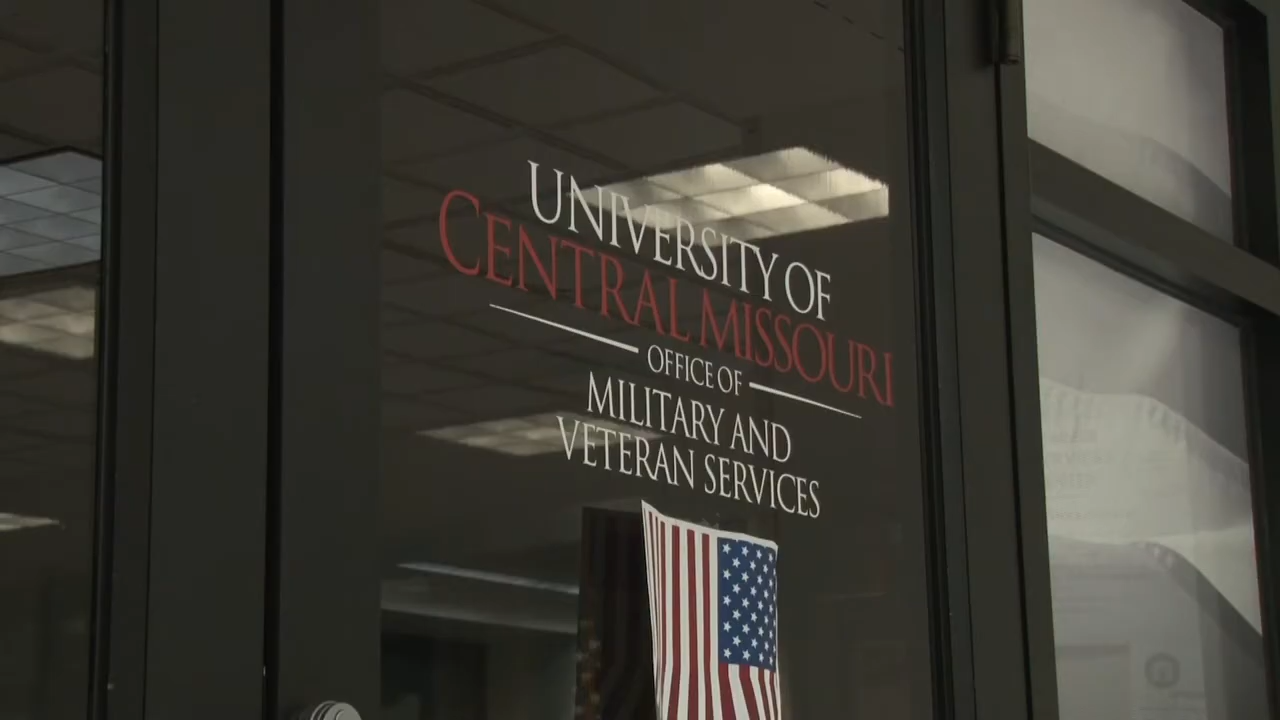 UNIVERSITY OF
CENTRAL MISSOURI
OFFICE OF
MILITARY AND
VETERAN SERVICES